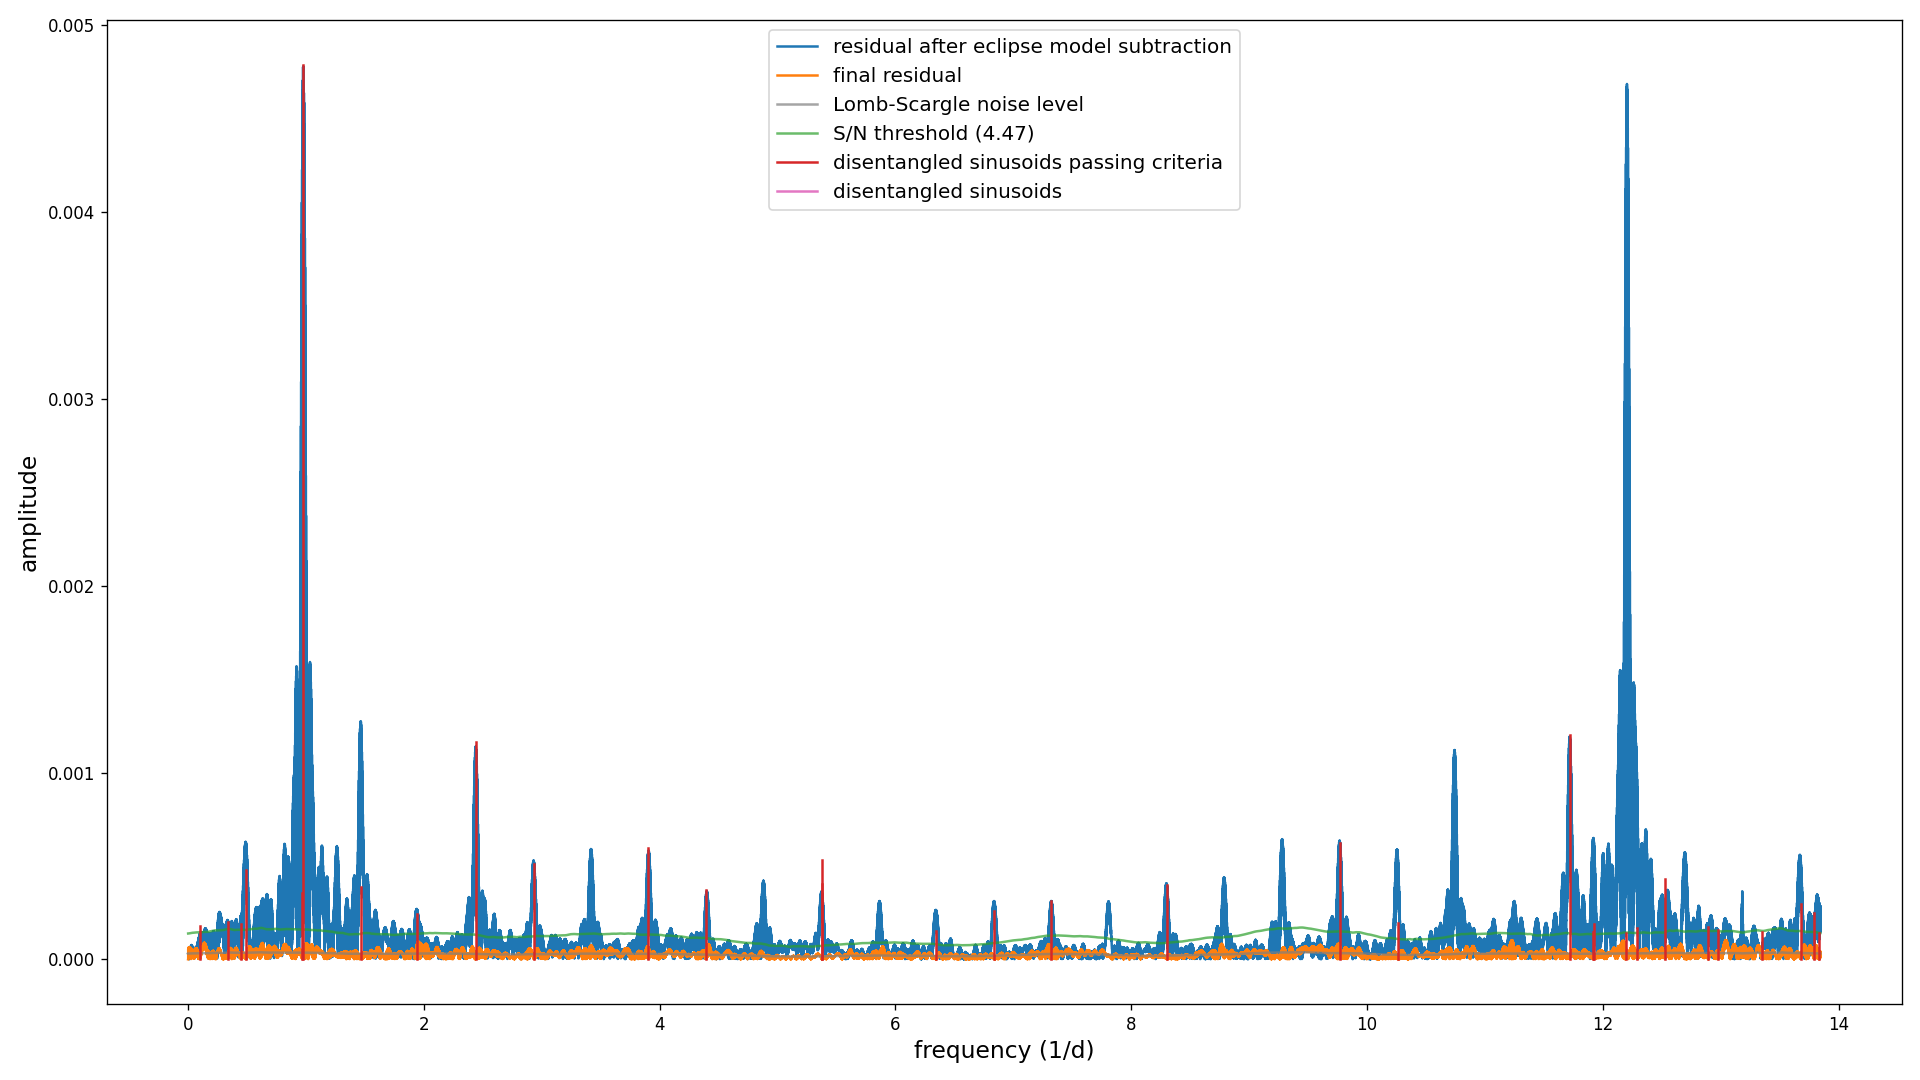 0.005
0.004
0.003
0.002
0.001
0.000
amplitude
residual after eclipse model subtraction
final residual
Lomb-Scargle noise level
S/N threshold (4.47)
disentangled sinusoids passing criteria
disentangled sinusoids
0 2 4 6 8 10 12 14
frequency (1/d)